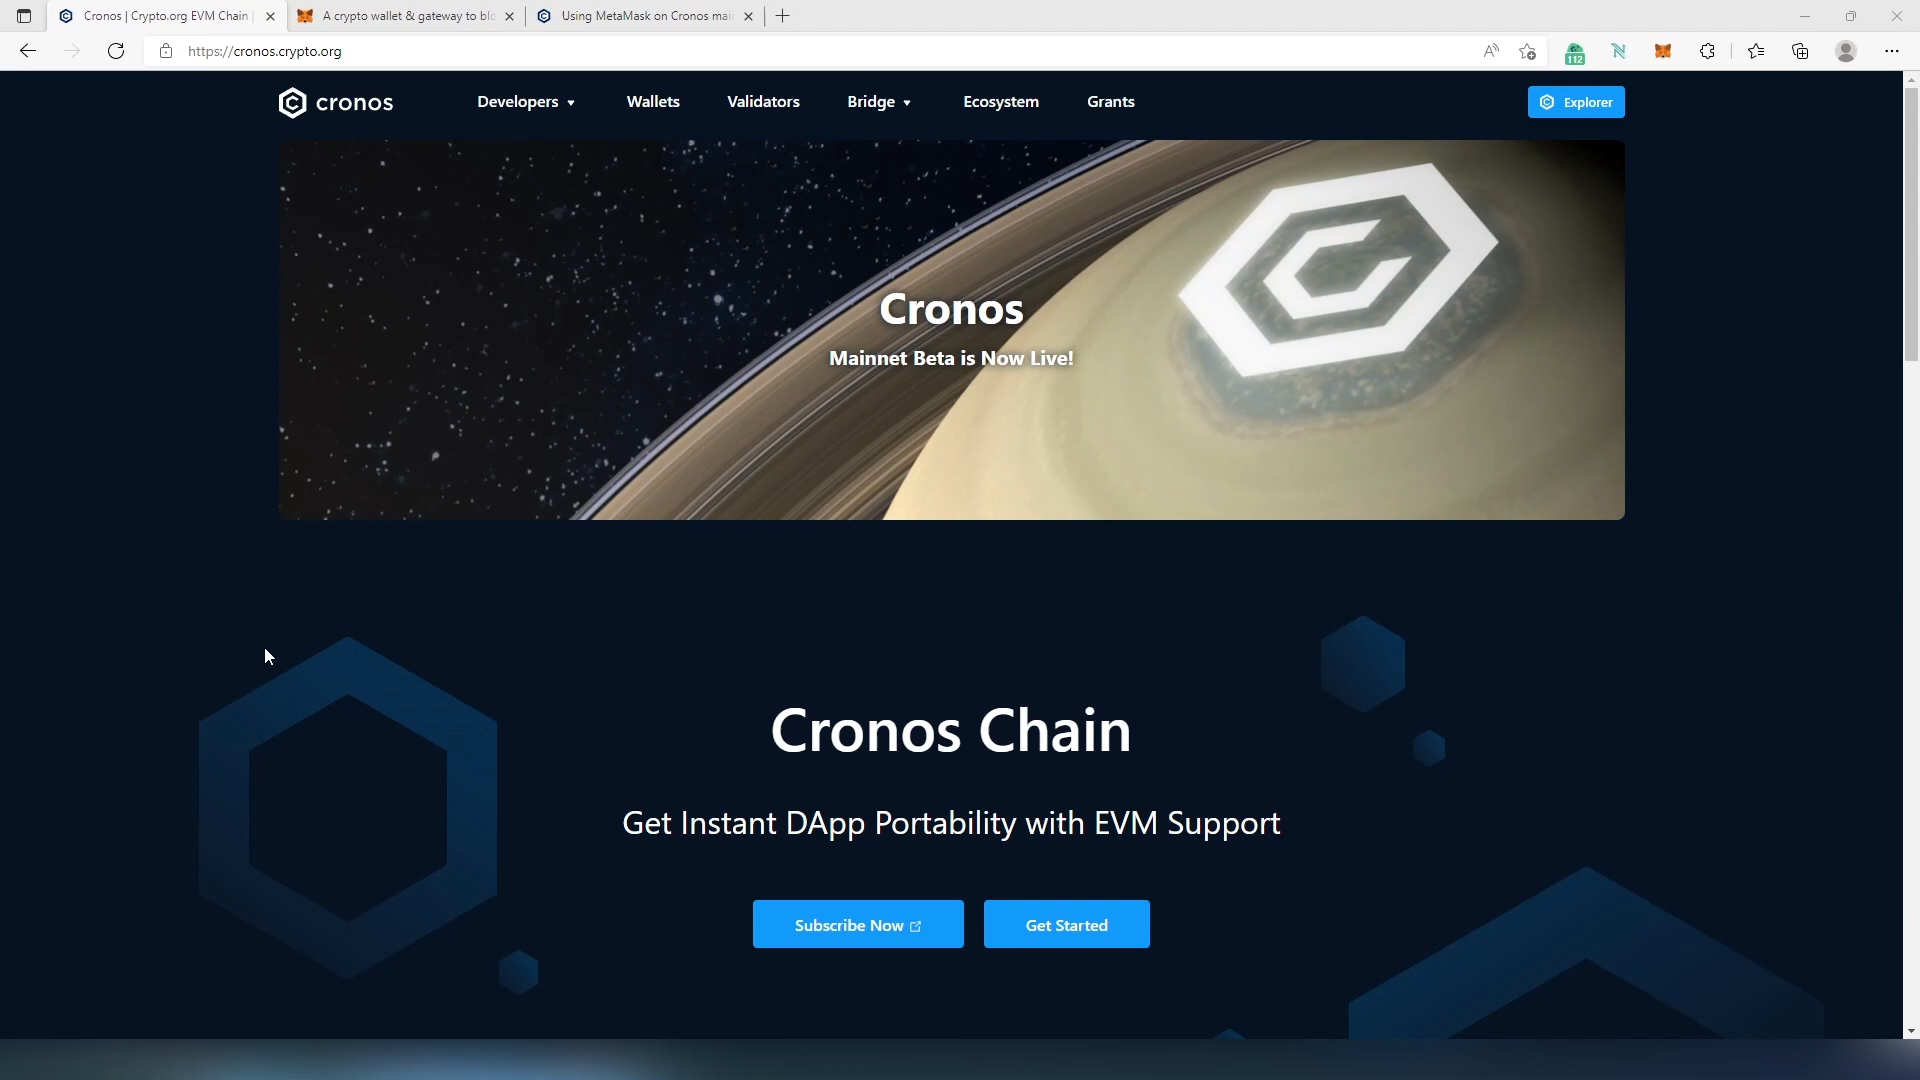 Cronos | Crypto.org EVM Chain |
A crypto wallet & gateway to blo
Using MetaMask on Cronos mai
https://cronos.crypto.org
112
cronos
Developers
Wallets
Validators
Bridge
Ecosystem
Grants
Explorer
Cronos
Mainnet Beta is Now Live!
Cronos Chain
Get Instant DApp Portability with EVM Support
Subscribe Now
Get Started